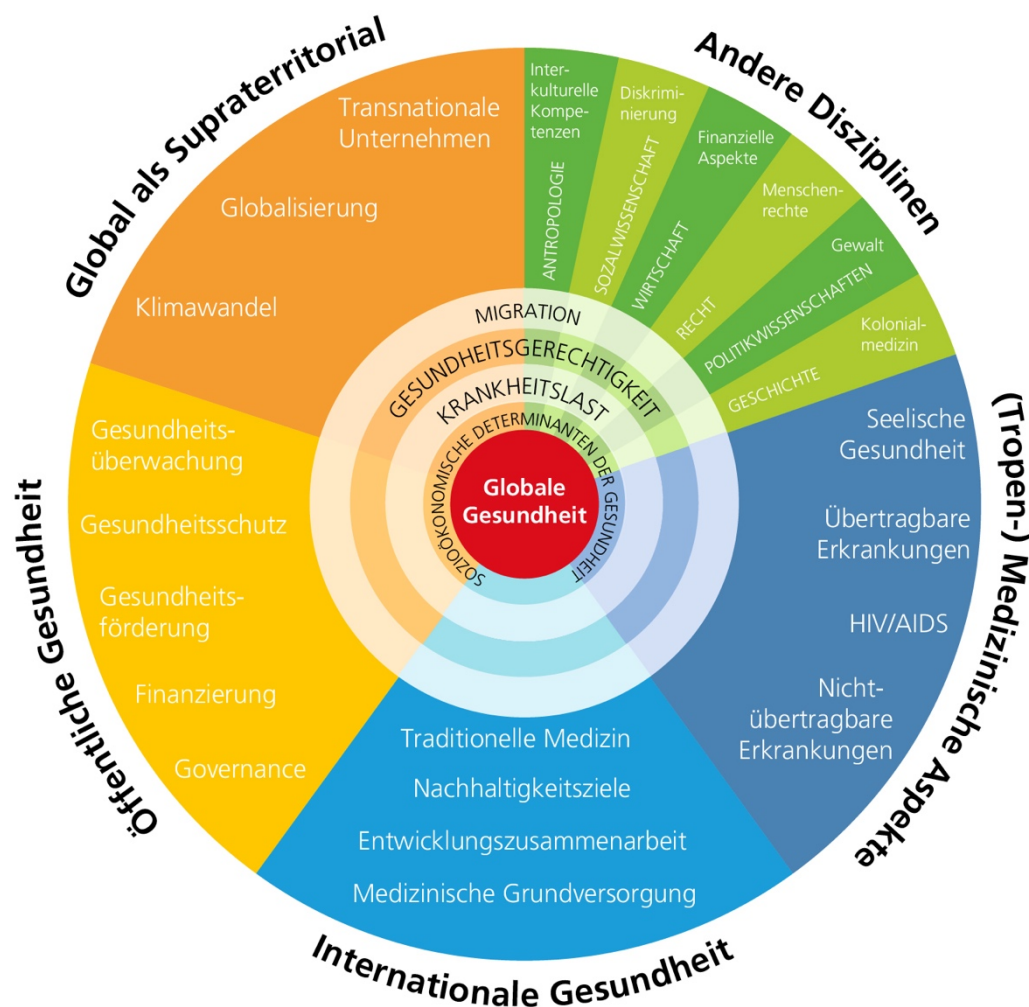 Global als Supraterritorial
Transnationale
Unternehmen
Globalisierung
Klimawandel
Andere Disziplinen
Inter-
kulturelle
Kompe-
tenzen
ANTROPOLOGIE
Diskrimi-
nierung
SOZALWISSENSCHAFT
Finanzielle
Aspekte
WIRTSCHAFT
Menschen-
rechte
RECHT
Gewalt
POLITIKWISSENSCHAFTEN
Kolonial-
medizin
GESCHICHTE
(Tropen-) Medizinische Aspekte
Seelische
Gesundheit
Übertragbare
Erkrankungen
HIV/AIDS
Nicht-
übertragbare
Erkrankungen
Internationale Gesundheit
Traditionelle Medizin
Nachhaltigkeitsziele
Entwicklungszusammenarbeit
Medizinische Grundversorgung
Öffentliche Gesundheit
Gesundheits-
überwachung
Gesundheitsschutz
Gesundheits-
förderung
Finanzierung
Governance
MIGRATION
GESUNDHEITSGERECHTIGKEIT
KRANKHEITSLAST
SOZIOÖKONOMISCHE DETERMINANTEN DER GESUNDHEIT
Globale
Gesundheit